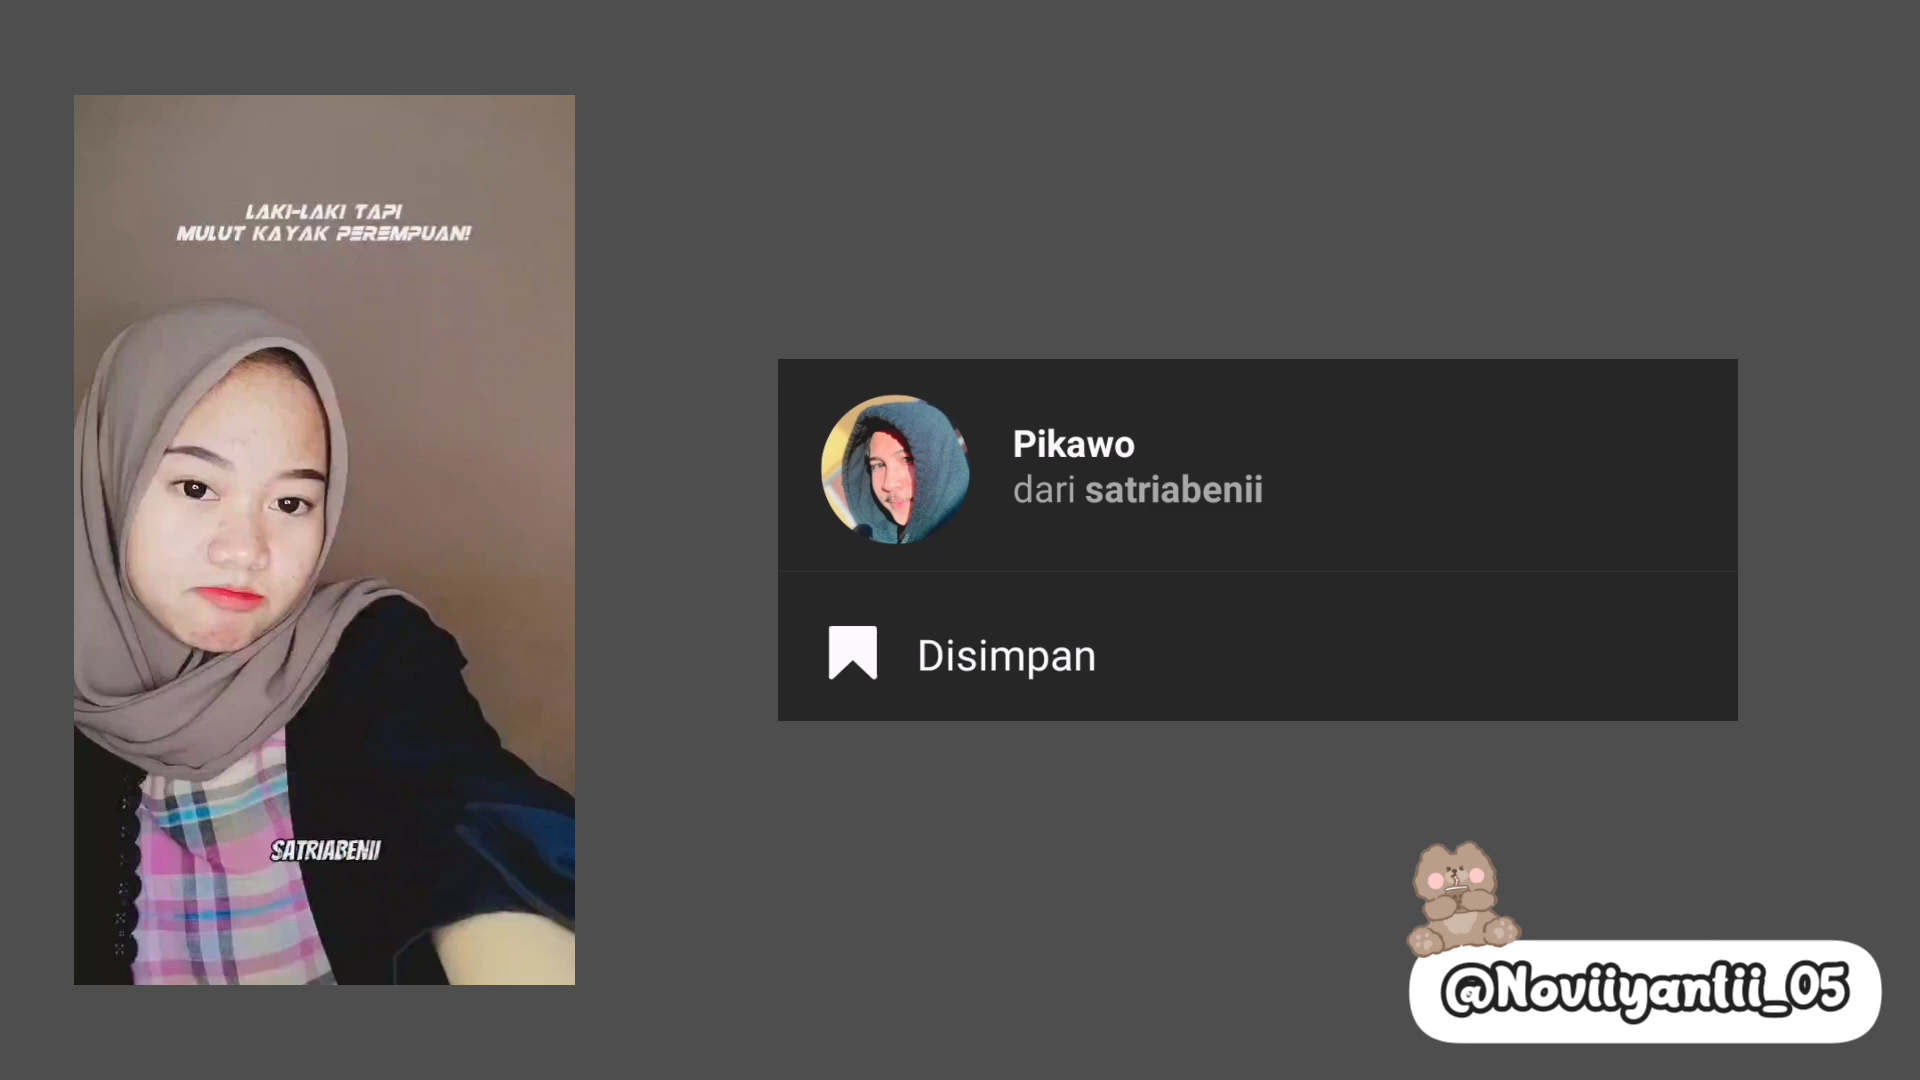 LAKI-LAKI TAPI
MULUT KAYAK PEREMPUAN!
SATRIABENII
Pikawo
dari satriabenii
Disimpan
@Noviiyantii_05